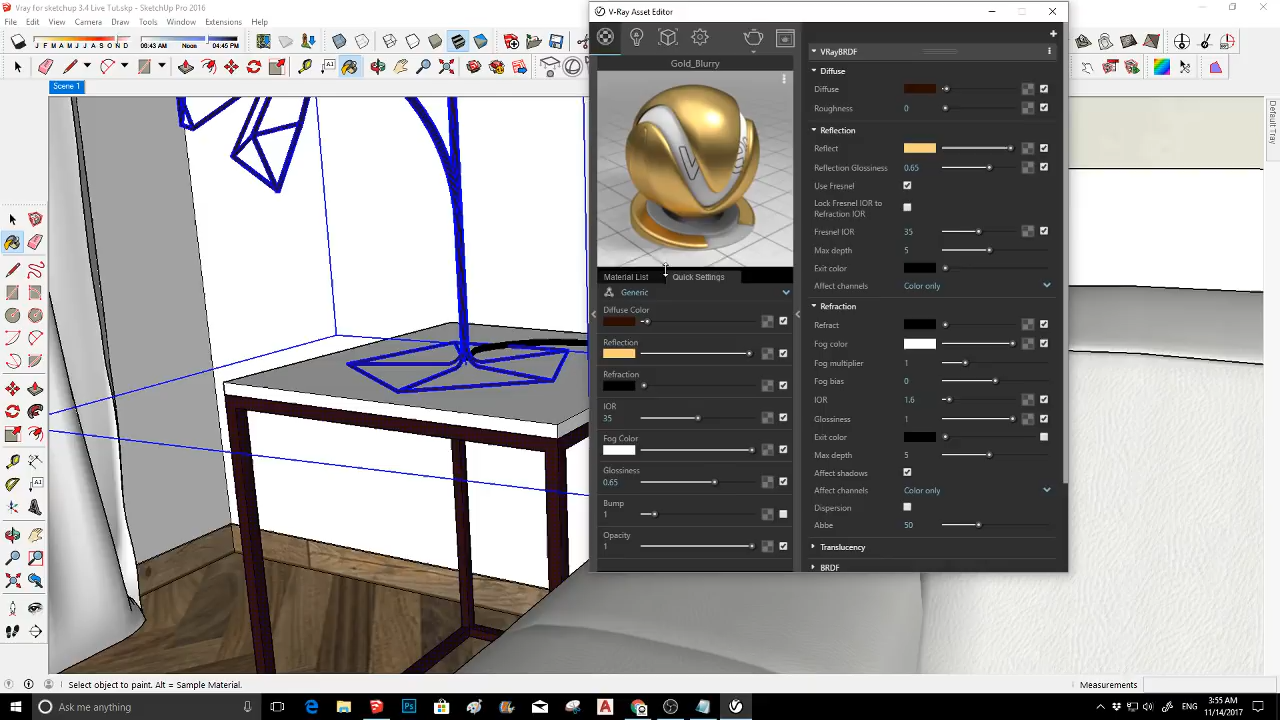 Vray for sketchup 3.4 Live Tut.skp - SketchUp Pro 2016
File Edit View Camera Draw Tools Window Extensions Help
J F M A M J J A S O N D
06:43 AM Noon 04:45 PM
Scene 1
V-Ray Asset Editor
Gold_Blurry
Material List
Quick Settings
Generic
Diffuse Color
Reflection
Refraction
IOR
35
Fog Color
Glossiness
0.65
Bump
1
Opacity
1
VRayBRDF
Diffuse
Diffuse
Roughness 0
Reflection
Reflect
Reflection Glossiness 0.65
Use Fresnel
Lock Fresnel IOR to
Refraction IOR
Fresnel IOR 35
Max depth 5
Exit color
Affect channels Color only
Refraction
Refract
Fog color
Fog multiplier 1
Fog bias 0
IOR 1.6
Glossiness 1
Exit color
Max depth 5
Affect shadows
Affect channels Color only
Dispersion
Abbe 50
Translucency
BRDF
Default Tray
Select object to paint. Alt = Sample Material.
Measurements
Ask me anything
3:55 AM
11/14/2017